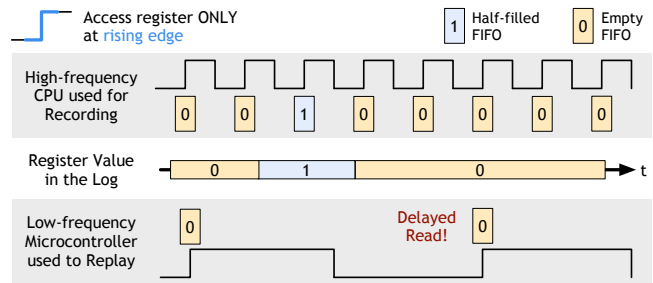 Access register ONLY
at rising edge
1 Half-filled
FIFO
0 Empty
FIFO
High-frequency
CPU used for
Recording
0 0 1 0 0 0 0 0
Register Value
in the Log
0 1 0 t
Low-frequency
Microcontroller
used to Replay
0
Delayed
Read!
0